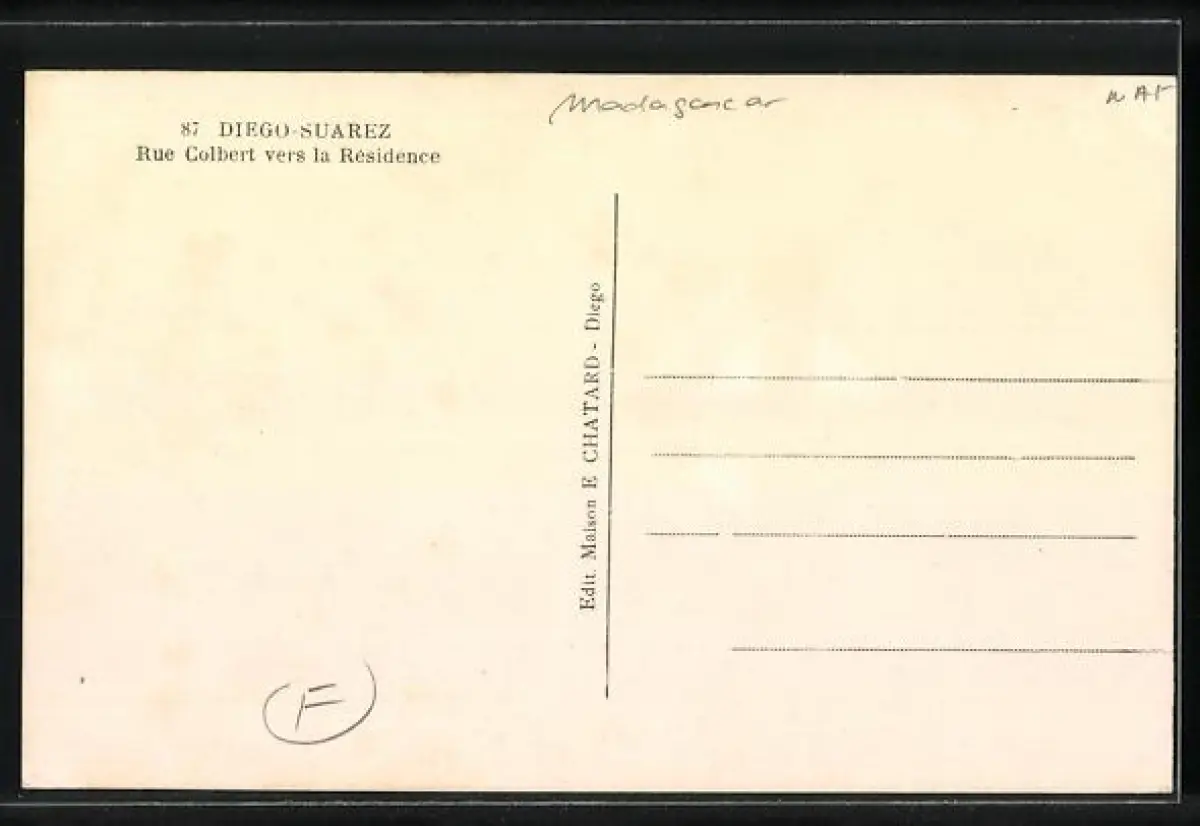 87 DIEGO-SUAREZ
Rue Colbert vers la Résidence
Madagascar
Edit. Maison E CHATARD - Diego
F